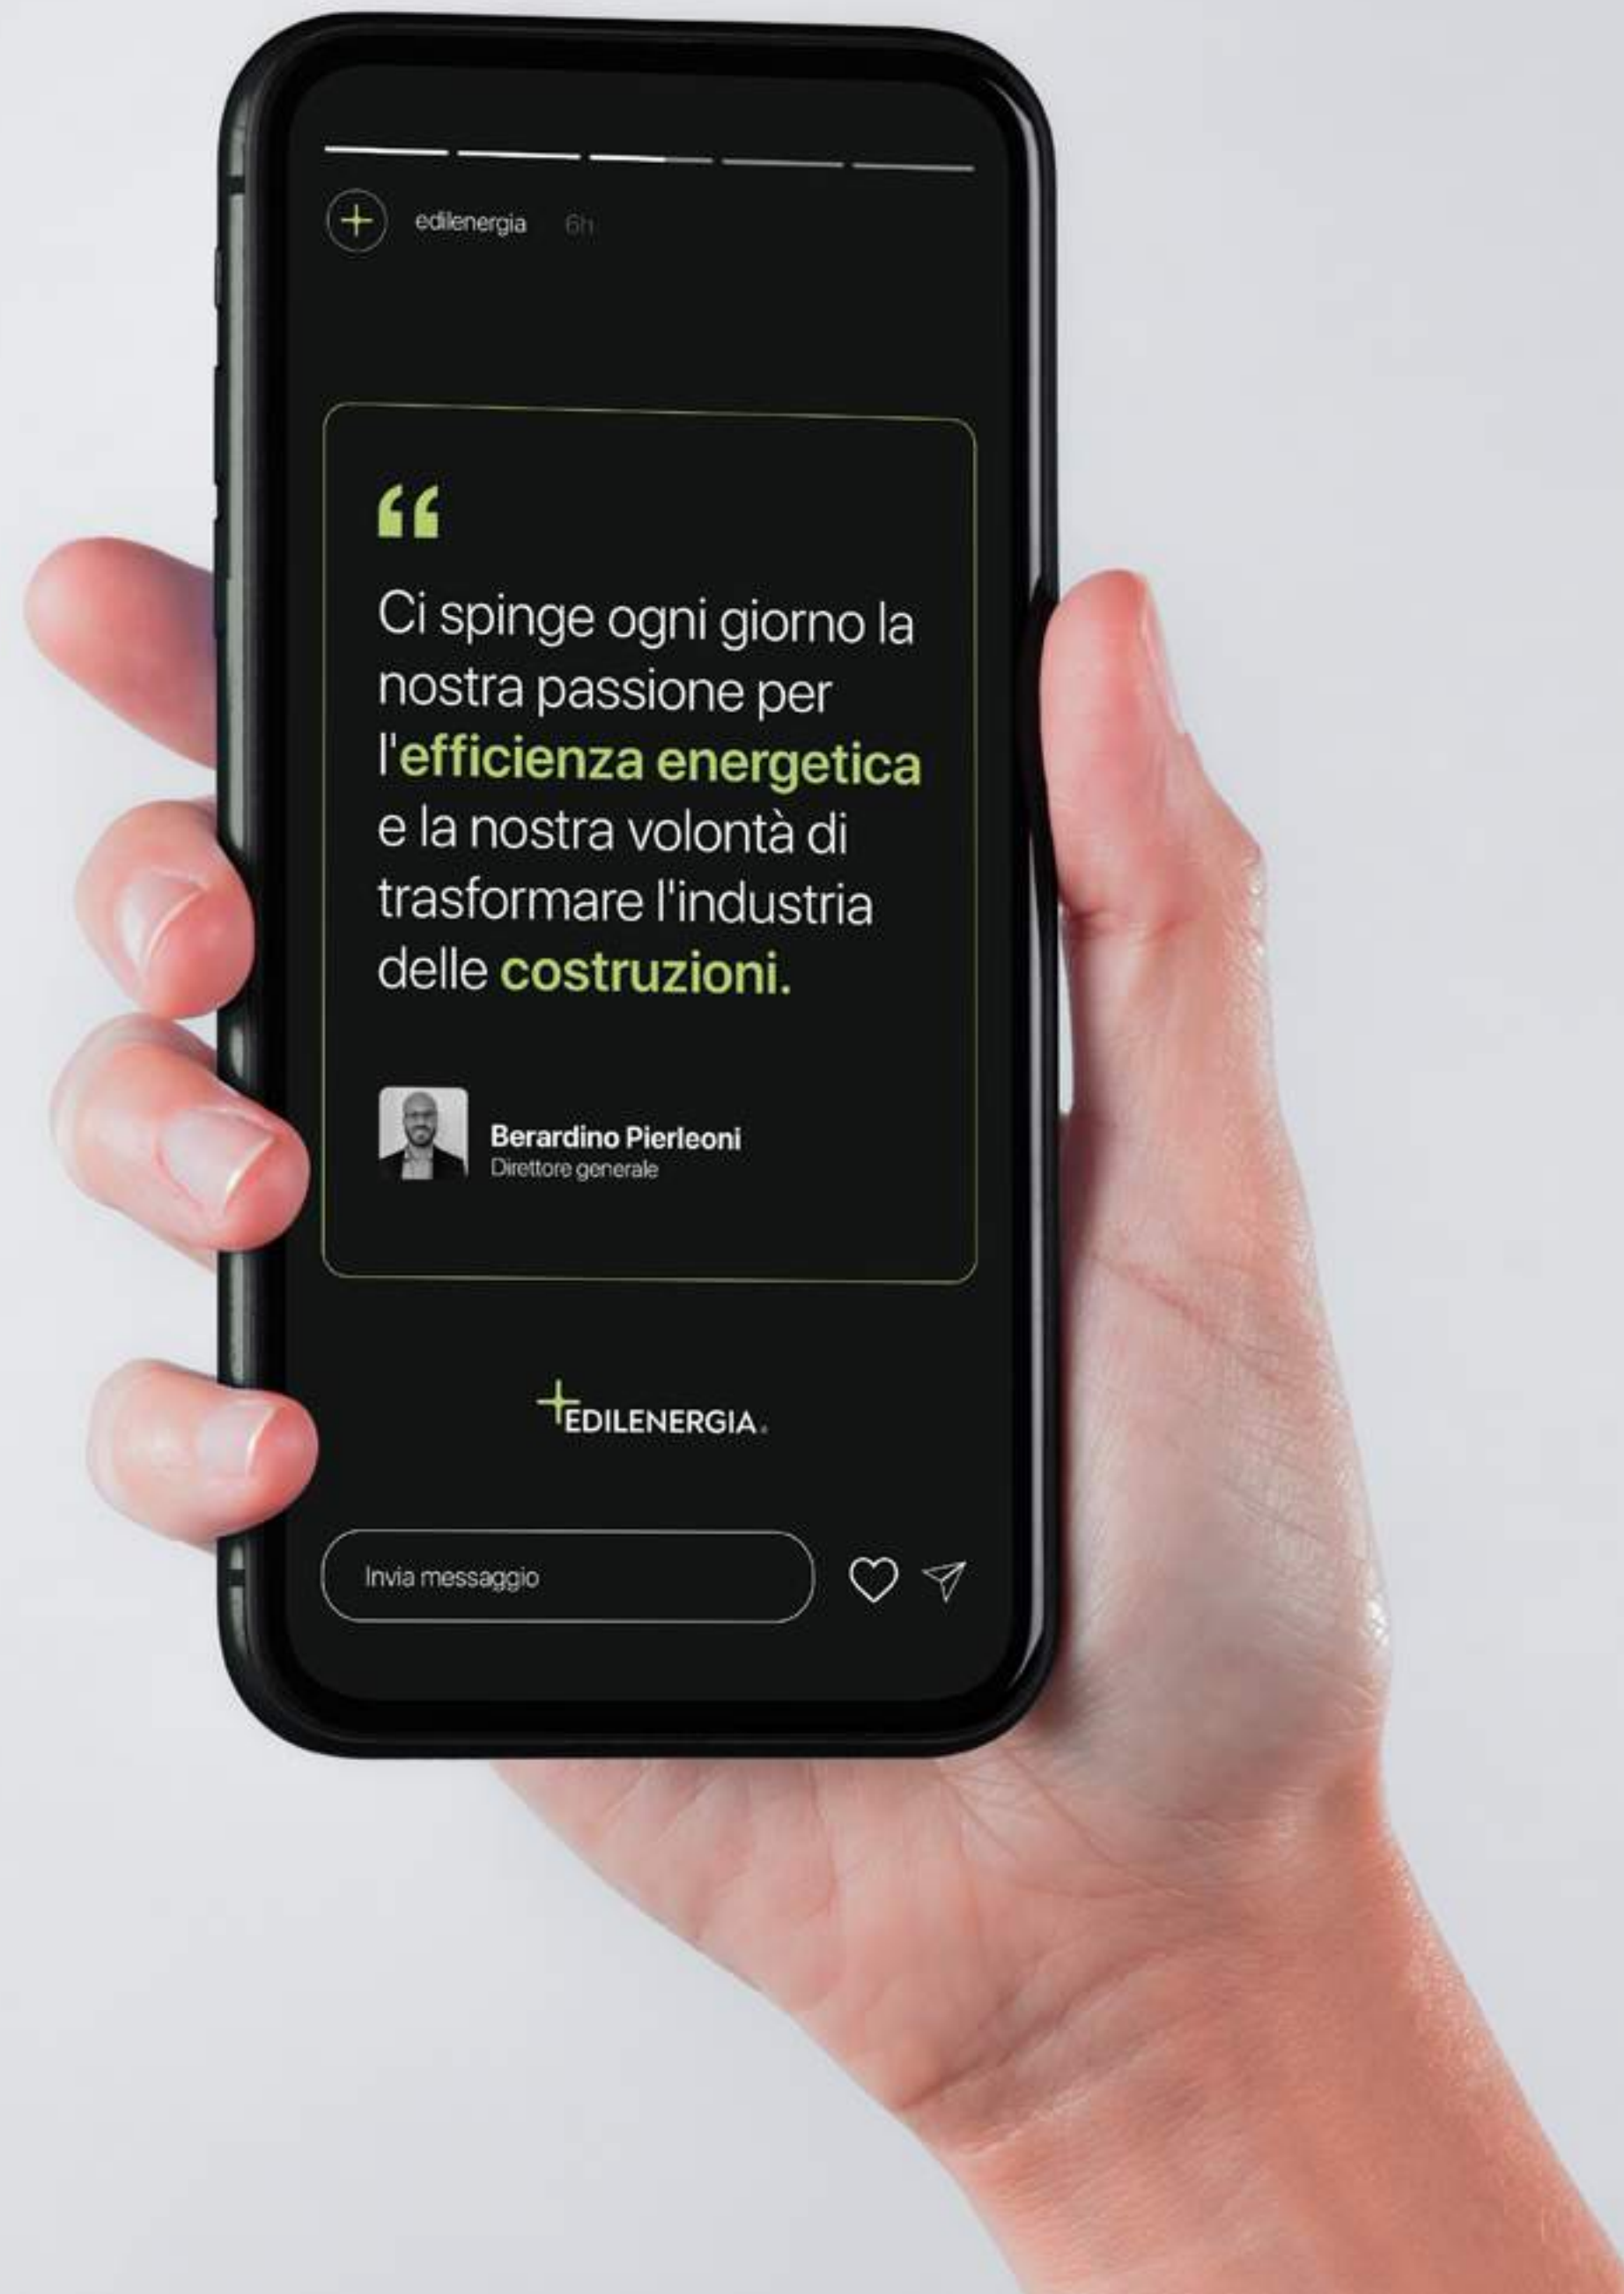 edilenergia 6h
“
Ci spinge ogni giorno la
nostra passione per
l'efficienza energetica
e la nostra volontà di
trasformare l'industria
delle costruzioni.
Berardino Pierleoni
Direttore generale
EDILENERGIA
Invia messaggio